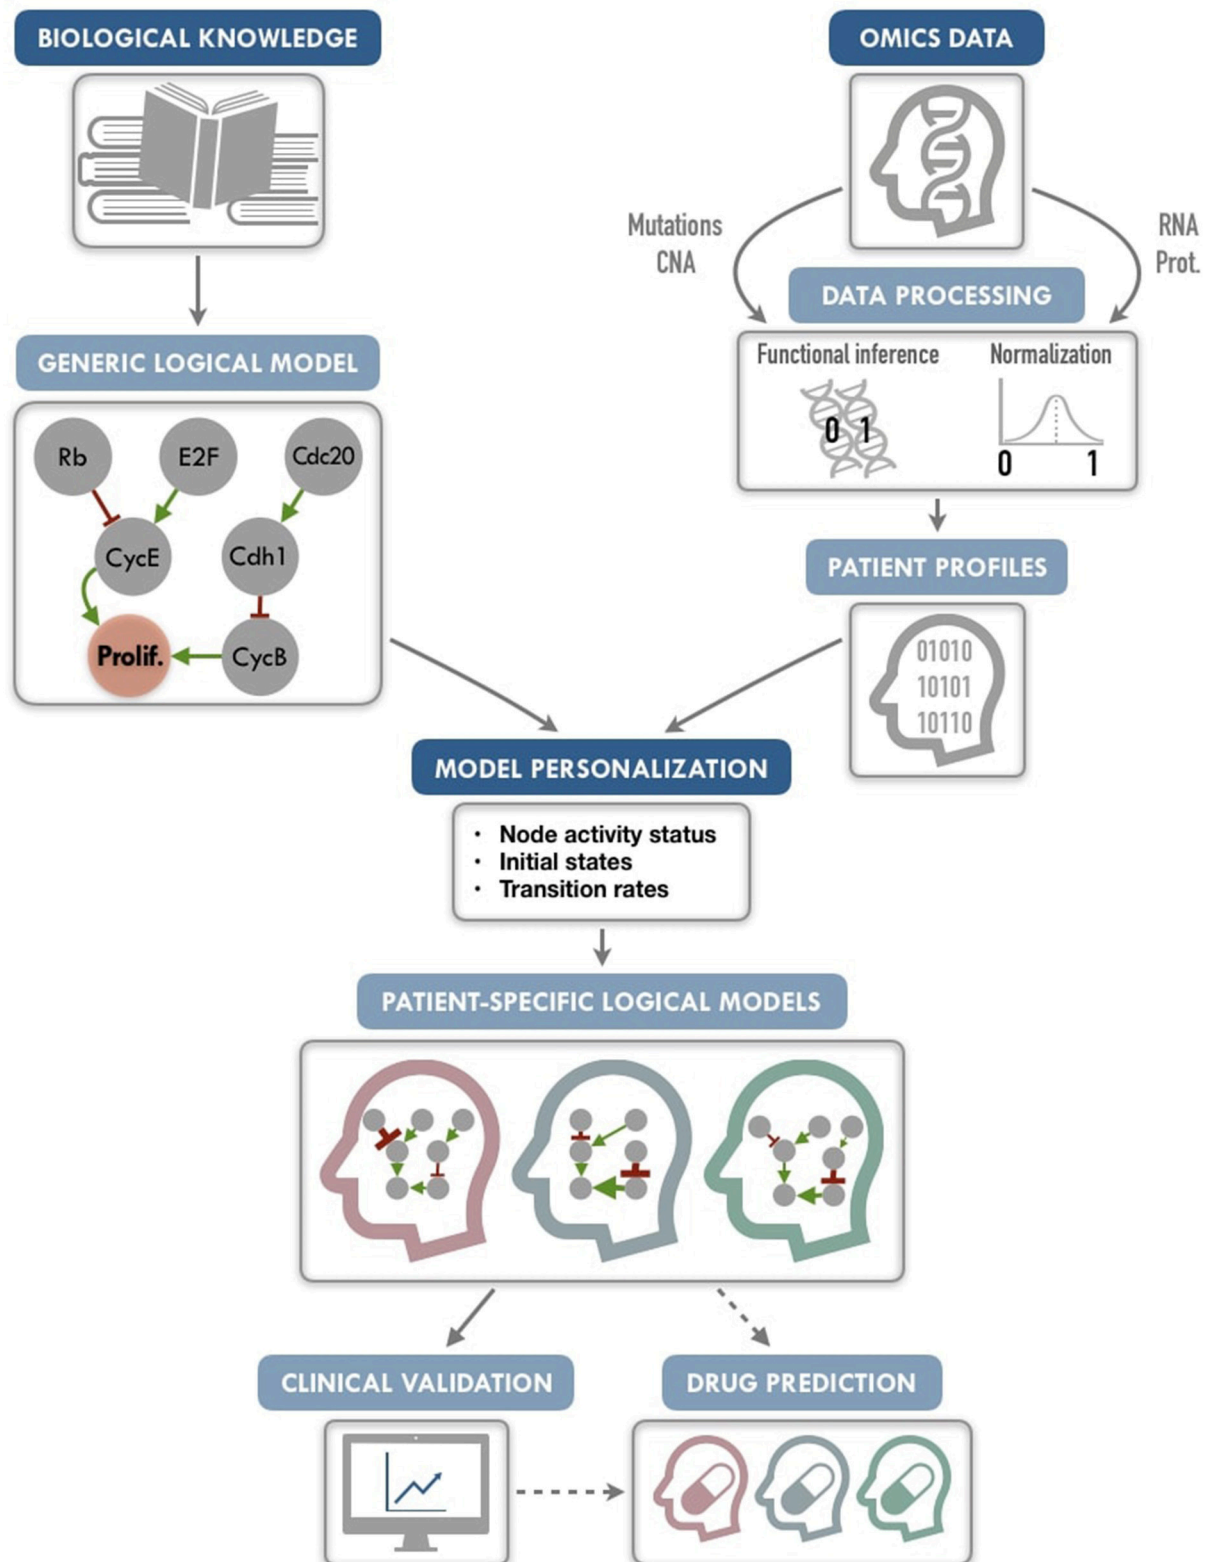 BIOLOGICAL KNOWLEDGE
OMICS DATA
Mutations
CNA
RNA
Prot.
DATA PROCESSING
Functional inference
Normalization
0 1
0 1
GENERIC LOGICAL MODEL
Rb
E2F
Cdc20
CycE
Cdh1
Prolif.
CycB
PATIENT PROFILES
01010
10101
10110
MODEL PERSONALIZATION
· Node activity status
· Initial states
· Transition rates
PATIENT-SPECIFIC LOGICAL MODELS
CLINICAL VALIDATION
DRUG PREDICTION